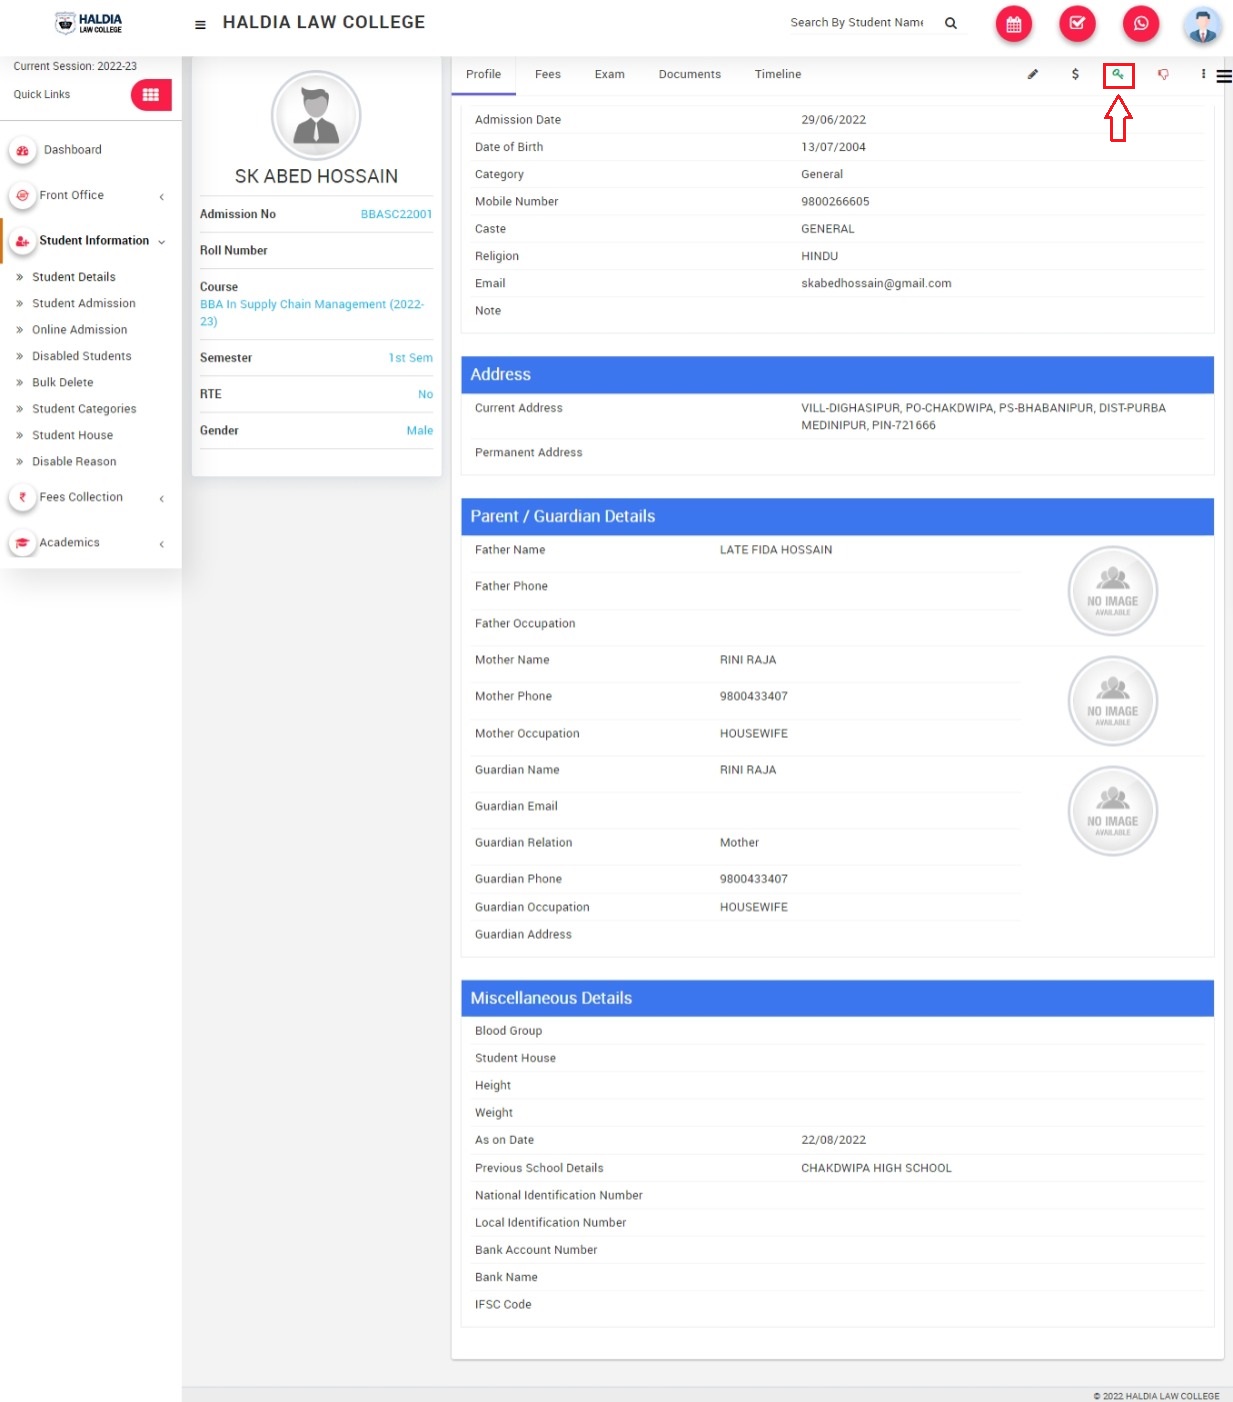 HALDIA
LAW COLLEGE
HALDIA LAW COLLEGE
Search By Student Name
Current Session: 2022-23
Quick Links
Dashboard
Front Office
Student Information
Student Details
Student Admission
Online Admission
Disabled Students
Bulk Delete
Student Categories
Student House
Disable Reason
Fees Collection
Academics
SK ABED HOSSAIN
Admission No BBASC22001
Roll Number
Course
BBA In Supply Chain Management (2022-
23)
Semester 1st Sem
RTE No
Gender Male
Profile Fees Exam Documents Timeline
Admission Date 29/06/2022
Date of Birth 13/07/2004
Category General
Mobile Number 9800266605
Caste GENERAL
Religion HINDU
Email skabedhossain@gmail.com
Note
Address
Current Address VILL-DIGHASIPUR, PO-CHAKDWIPA, PS-BHABANIPUR, DIST-PURBA
MEDINIPUR, PIN-721666
Permanent Address
Parent / Guardian Details
Father Name LATE FIDA HOSSAIN
Father Phone
NO IMAGE
AVAILABLE
Father Occupation
Mother Name RINI RAJA
Mother Phone 9800433407
NO IMAGE
AVAILABLE
Mother Occupation HOUSEWIFE
Guardian Name RINI RAJA
Guardian Email
NO IMAGE
AVAILABLE
Guardian Relation Mother
Guardian Phone 9800433407
Guardian Occupation HOUSEWIFE
Guardian Address
Miscellaneous Details
Blood Group
Student House
Height
Weight
As on Date 22/08/2022
Previous School Details CHAKDWIPA HIGH SCHOOL
National Identification Number
Local Identification Number
Bank Account Number
Bank Name
IFSC Code
© 2022 HALDIA LAW COLLEGE